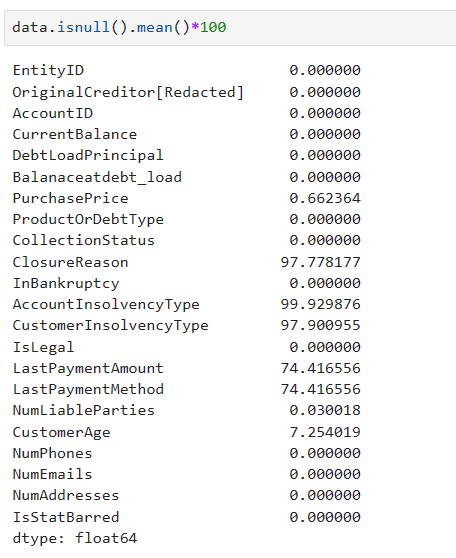 data.isnull().mean()*100
EntityID 0.000000
OriginalCreditor[Redacted] 0.000000
AccountID 0.000000
CurrentBalance 0.000000
DebtLoadPrincipal 0.000000
Balanaceatdebt_load 0.000000
PurchasePrice 0.662364
ProductOrDebtType 0.000000
CollectionStatus 0.000000
ClosureReason 97.778177
InBankruptcy 0.000000
AccountInsolvencyType 99.929876
CustomerInsolvencyType 97.900955
IsLegal 0.000000
LastPaymentAmount 74.416556
LastPaymentMethod 74.416556
NumLiableParties 0.030018
CustomerAge 7.254019
NumPhones 0.000000
NumEmails 0.000000
NumAddresses 0.000000
IsStatBarred 0.000000
dtype: float64